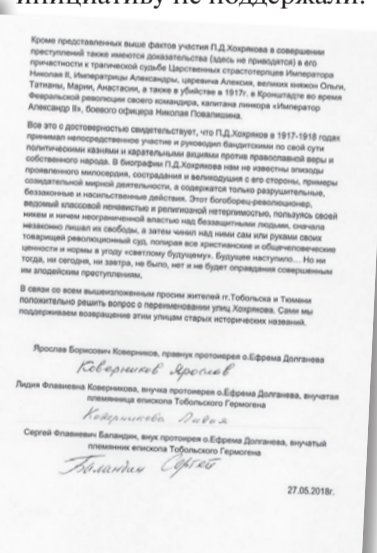 инициативу не поддержали.
Кроме представленных выше фактов участия П.Д.Хохрякова в совершении
преступлений также имеются доказательства (здесь не приводятся) в его
причастности к трагической судьбе Царственных страстотерпцев Императора
Николая II, Императрицы Александры, царевича Алексея, великих княжон Ольги,
Татианы, Марии, Анастасии, а также в убийстве в 1917г. в Кронштадте во время
Февральской революции своего командира, капитана линкора «Император
Александр II», боевого офицера Николая Повалишина.
Все это с достоверностью свидетельствует, что П.Д.Хохряков в 1917-1918 годах
принимал непосредственное участие и руководил бандитскими по своей сути
политическими казнями и карательными акциями против православной веры и
собственного народа. В биографии П.Д.Хохрякова нам не известны эпизоды
проявленного милосердия, сострадания и великодушия с его стороны, примеры
созидательной мирной деятельности, а содержатся только разрушительные,
беззаконные и насильственные действия. Этот богоборец-революционер,
ведомый классовой ненавистью и религиозной нетерпимостью, пользуясь своей
никем и ничем неограниченной властью над беззащитными людьми, сначала
незаконно лишал их свободы, а затем чинил над ними сам или руками своих
товарищей революционный суд, попирая все христианские и общечеловеческие
ценности и нормы в угоду «светлому будущему». Будущее наступило... Но ни
тогда, ни сегодня, ни завтра, не было, нет и не будет оправдания совершенным
им злодейским преступлениям.
В связи со всем вышеизложенным просим жителей гг.Тобольска и Тюмени
положительно решить вопрос о переименовании улиц Хохрякова. Сами мы
поддерживаем возвращение этим улицам старых исторических названий.
Ярослав Борисович Коверников, правнук протоиерея о.Ефрема Долганева
Коверников Ярослав
Лидия Флавиевна Коверникова, внучка протоиерея о.Ефрема Долганева, внучатая
племянница епископа Тобольского Гермогена
Коверникова Лидия
Сергей Флавиевич Баландин, внук протоиерея о.Ефрема Долганева, внучатый
племянник епископа Тобольского Гермогена
Баландин Сергей
27.05.2018г.